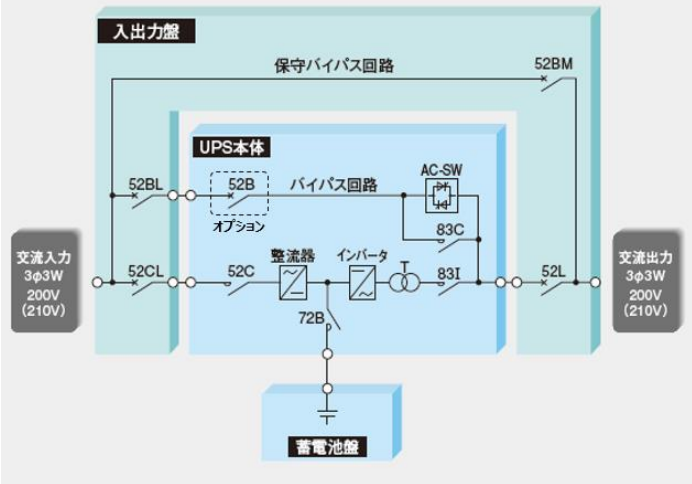 入出力盤
保守バイパス回路
52BM
UPS本体
AC-SW
52BL
52B
バイパス回路
オプション
83C
交流入力
3φ3W
200V
(210V)
52CL
52C
整流器
インバータ
T
83I
52L
交流出力
3φ3W
200V
(210V)
72B
蓄電池盤